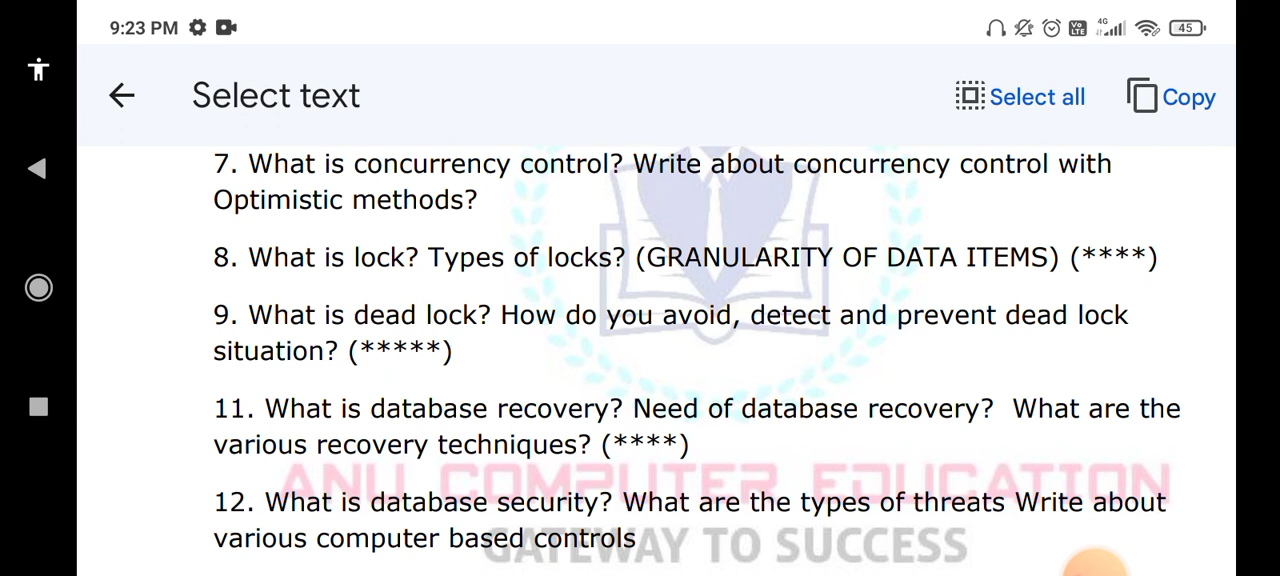 9:23 PM
Vo LTE 4G 45
Select text
Select all
Copy
7. What is concurrency control? Write about concurrency control with
Optimistic methods?
8. What is lock? Types of locks? (GRANULARITY OF DATA ITEMS) (****)
9. What is dead lock? How do you avoid, detect and prevent dead lock
situation? (*****)
11. What is database recovery? Need of database recovery?  What are the
various recovery techniques? (****)
ANU COMPUTER EDUCATION
12. What is database security? What are the types of threats Write about
various computer based controls
GATEWAY TO SUCCESS